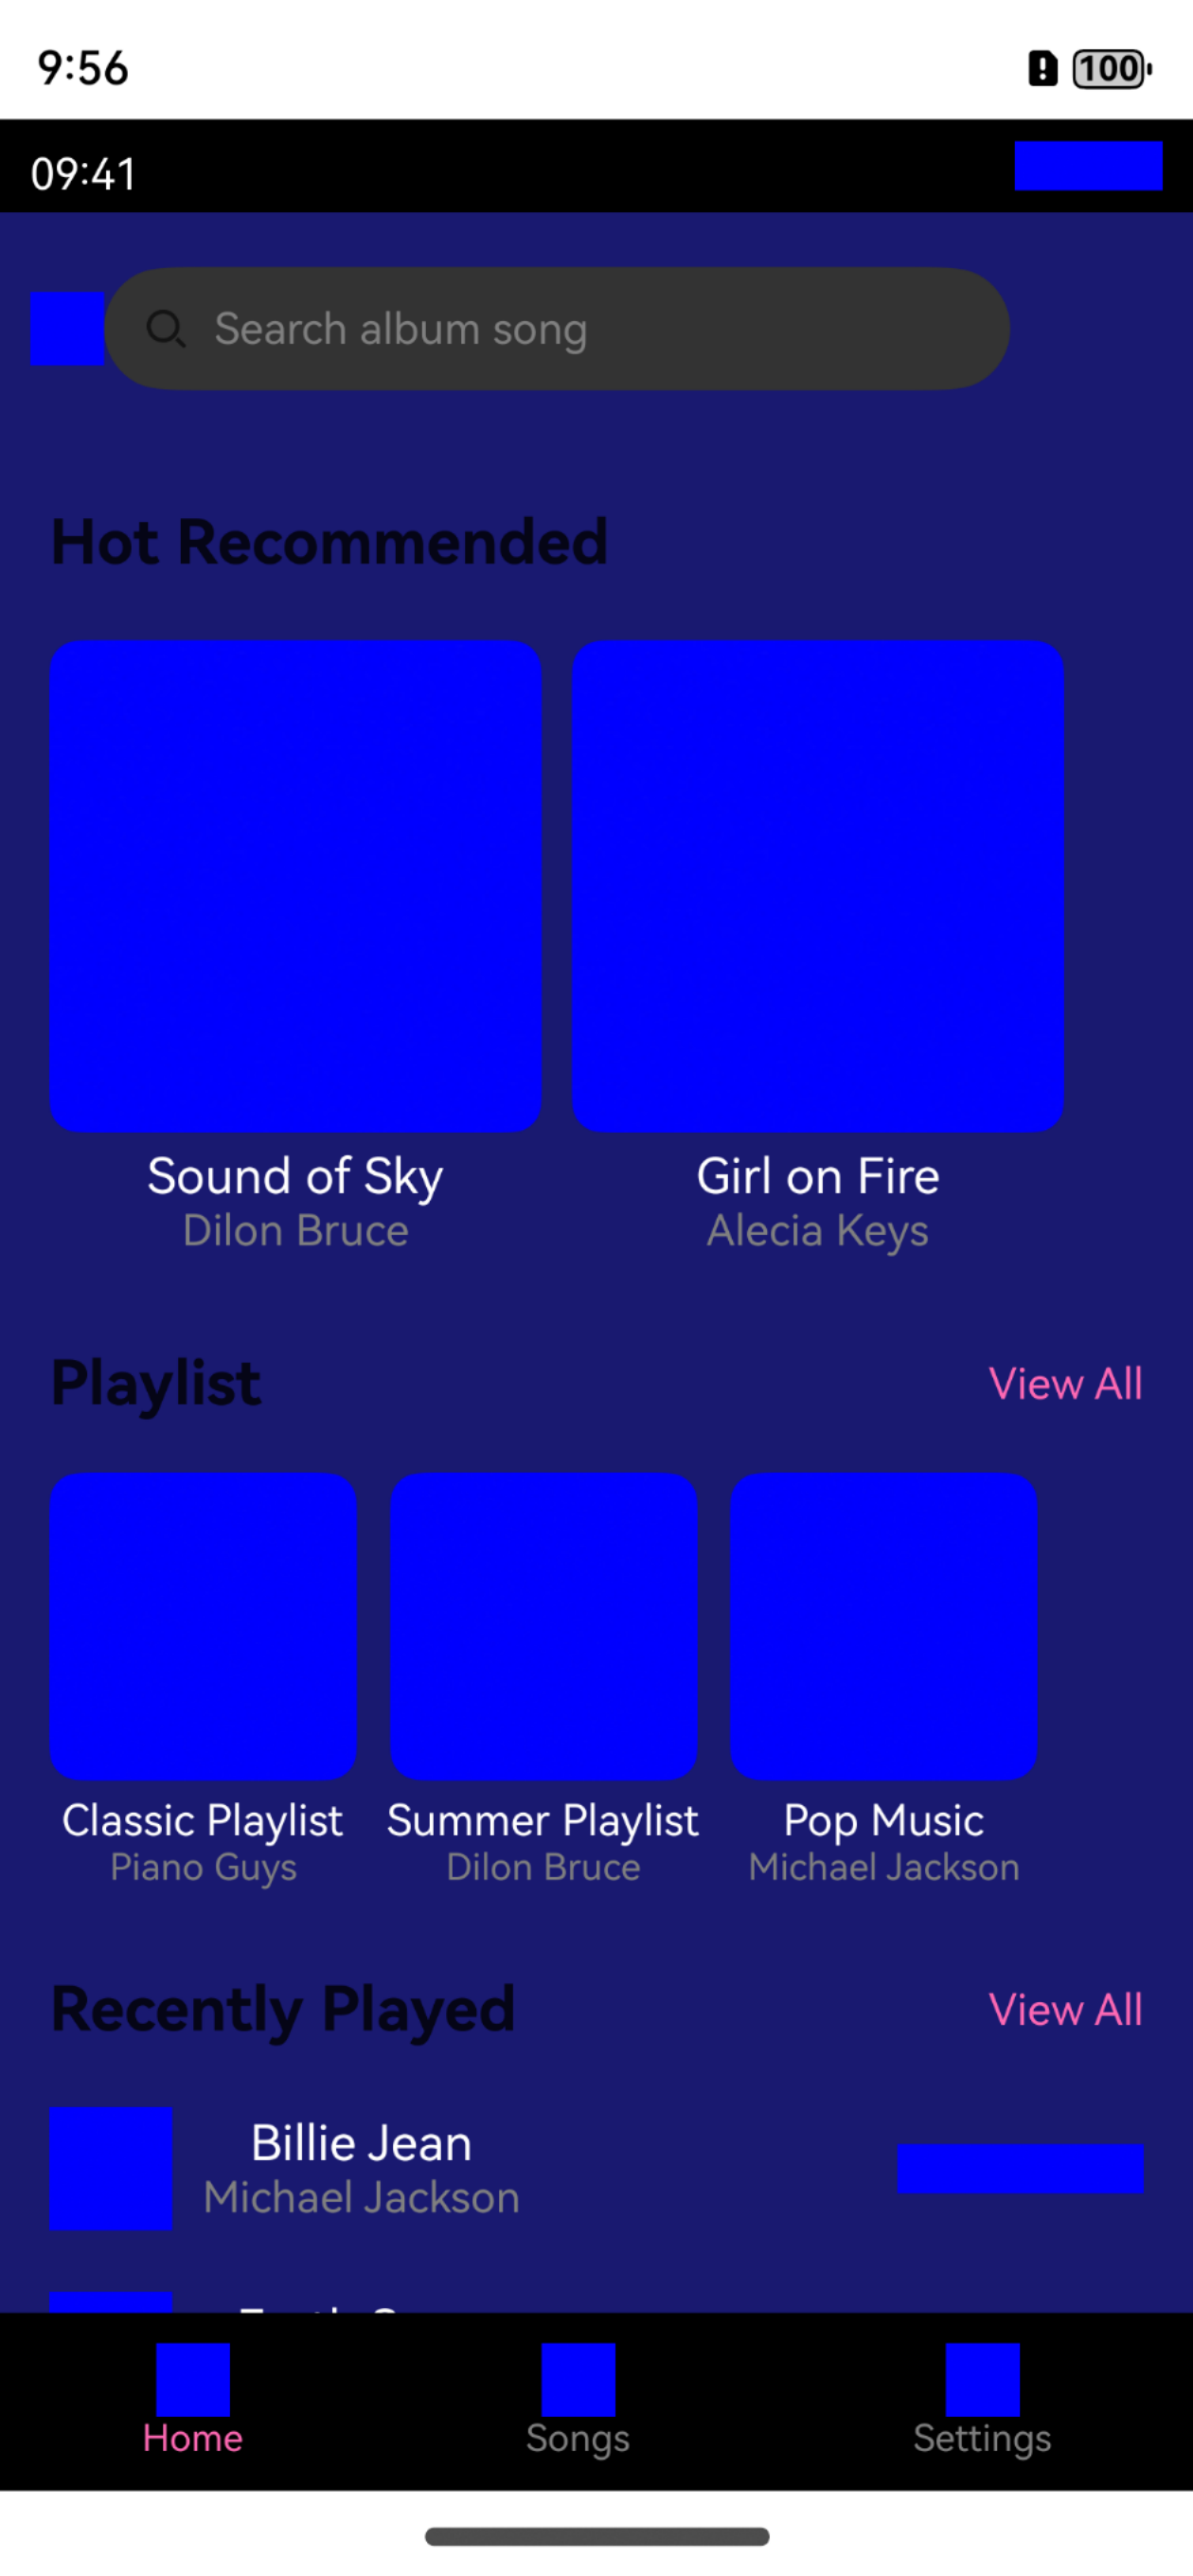 9:56
100
09:41
Search album song
Hot Recommended
Sound of Sky
Girl on Fire
Dilon Bruce
Alecia Keys
Playlist
View All
Classic Playlist
Summer Playlist
Pop Music
Piano Guys
Dilon Bruce
Michael Jackson
Recently Played
View All
Billie Jean
Michael Jackson
Home
Songs
Settings